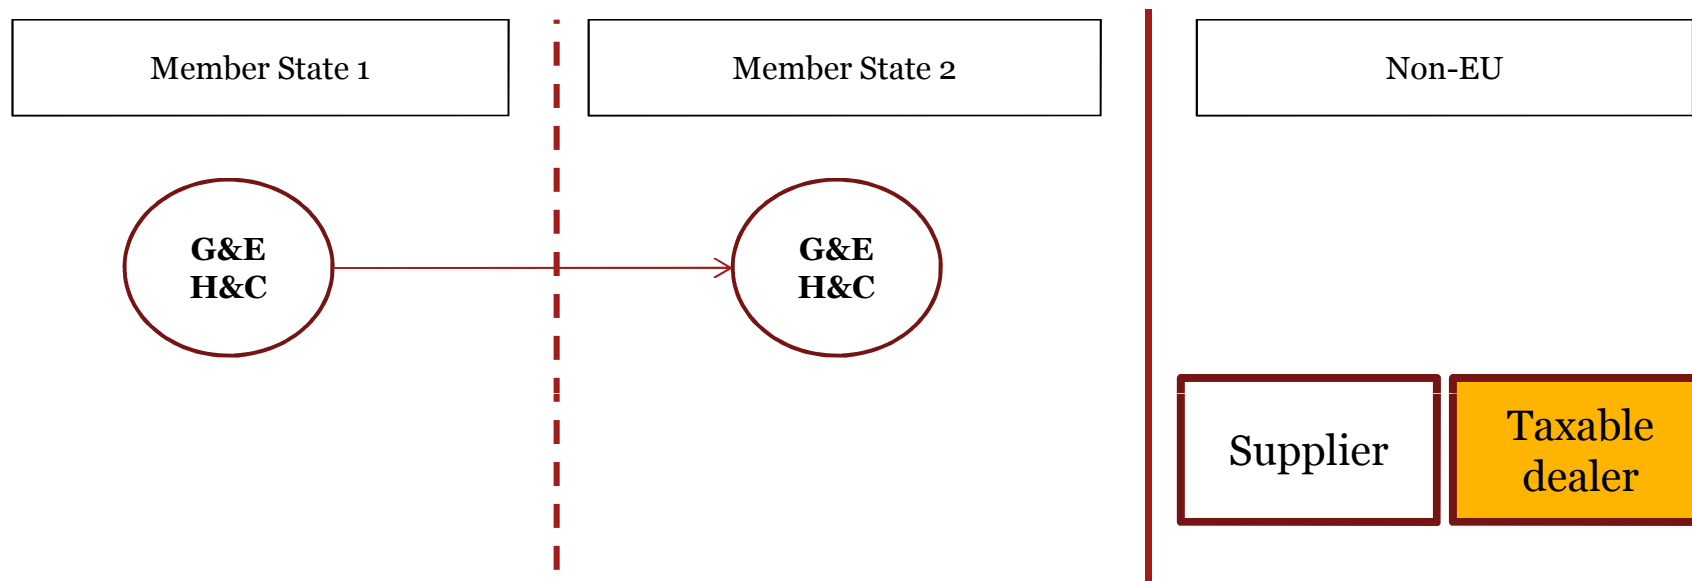 Member State 1
Member State 2
Non-EU
G&E
H&C
G&E
H&C
Supplier
Taxable
dealer